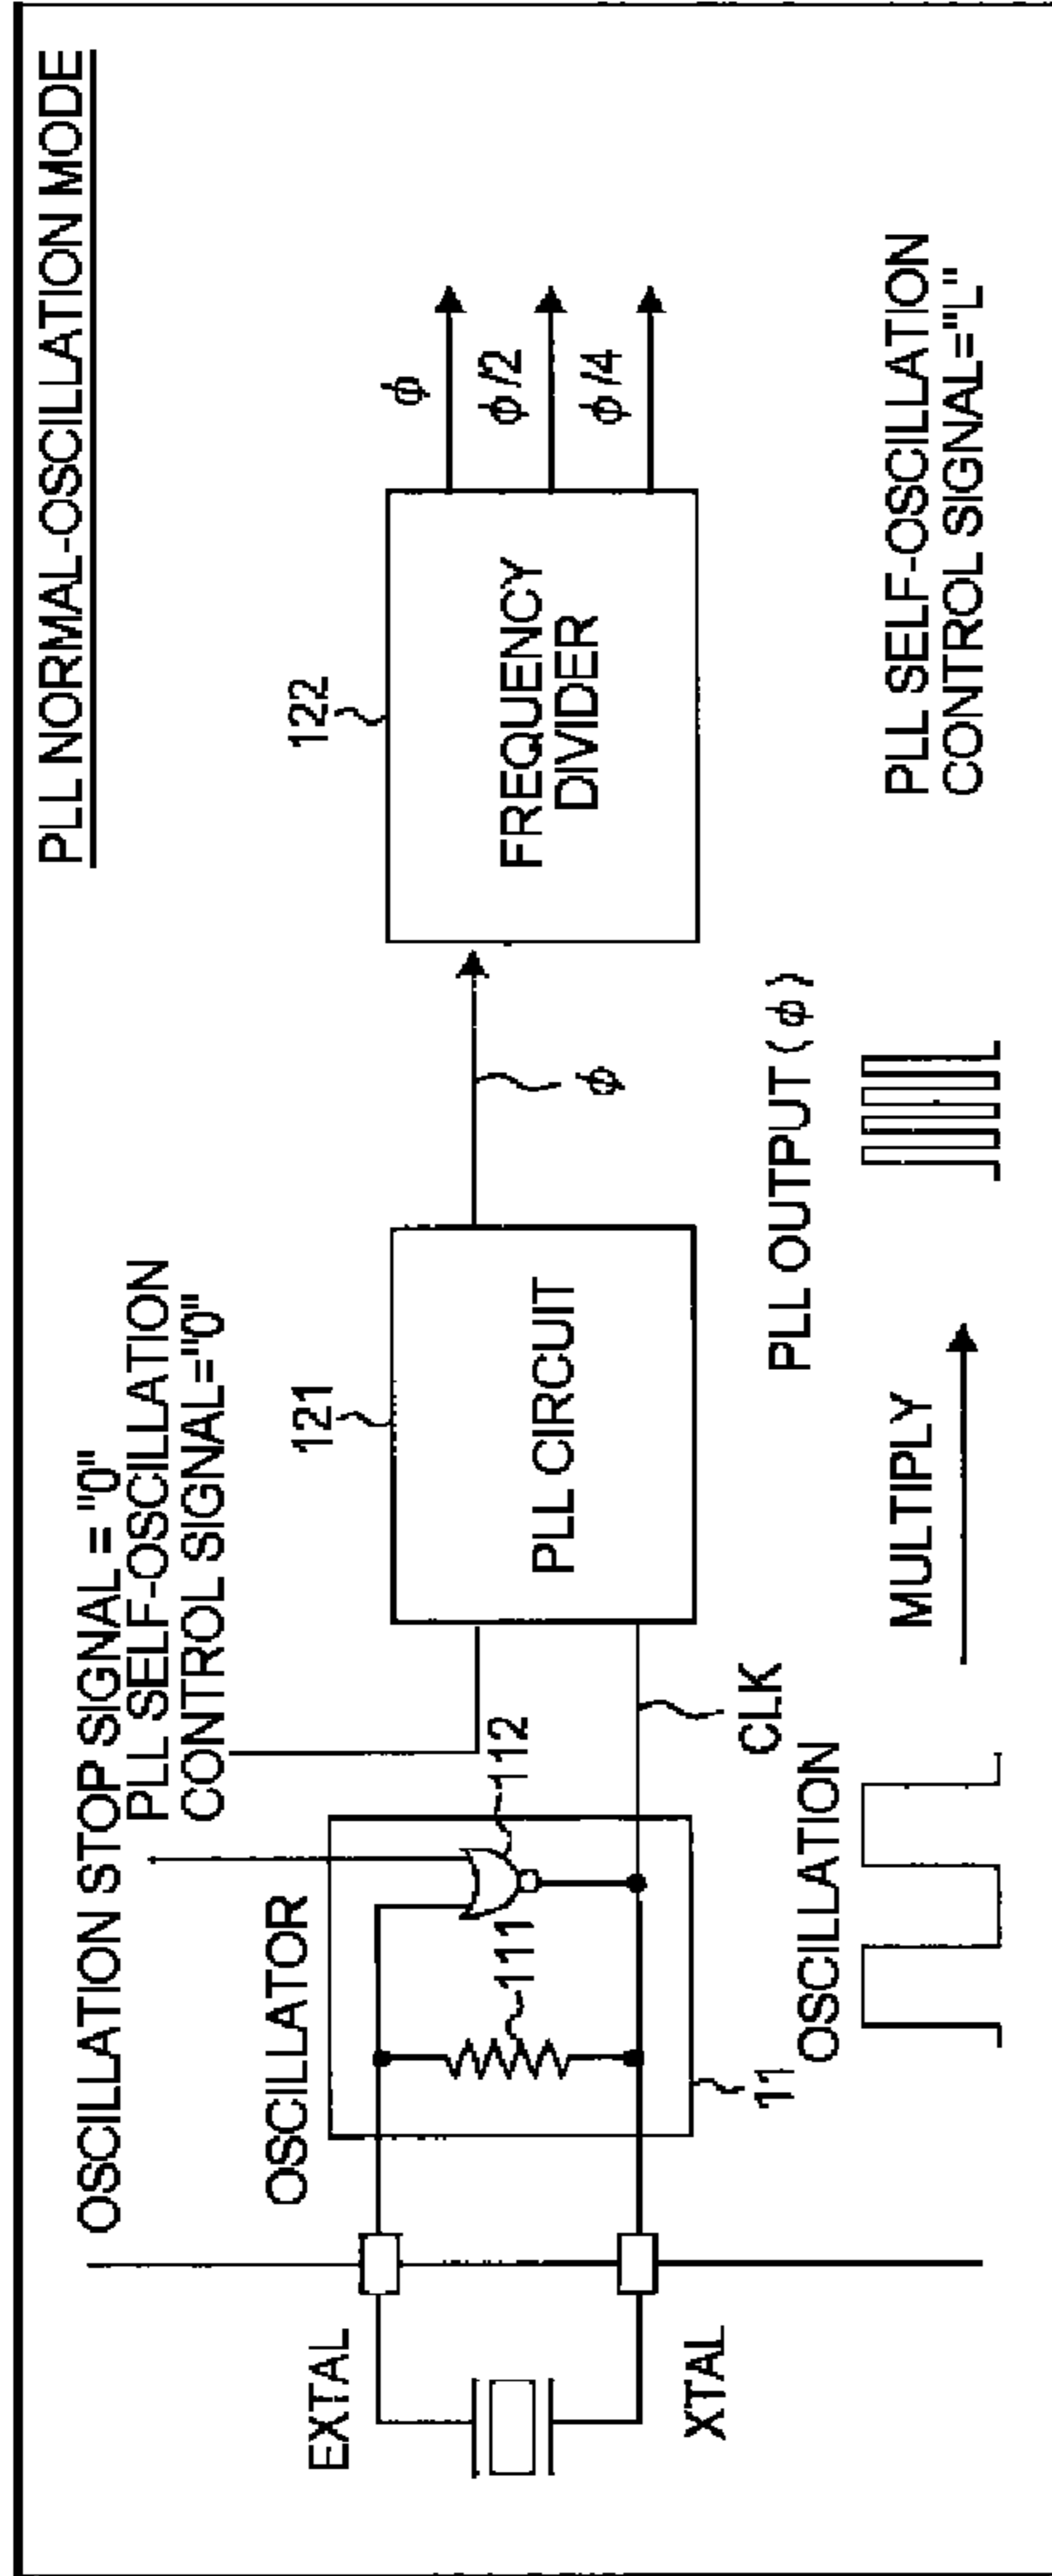 PLL NORMAL-OSCILLATION MODE
OSCILLATION STOP SIGNAL = "0"
PLL SELF-OSCILLATION
CONTROL SIGNAL="0"
OSCILLATOR
112
111
11
EXTAL
XTAL
121
PLL CIRCUIT
CLK
ϕ
122
FREQUENCY
DIVIDER
ϕ
ϕ/2
ϕ/4
OSCILLATION
MULTIPLY
PLL OUTPUT (ϕ)
PLL SELF-OSCILLATION
CONTROL SIGNAL="L"